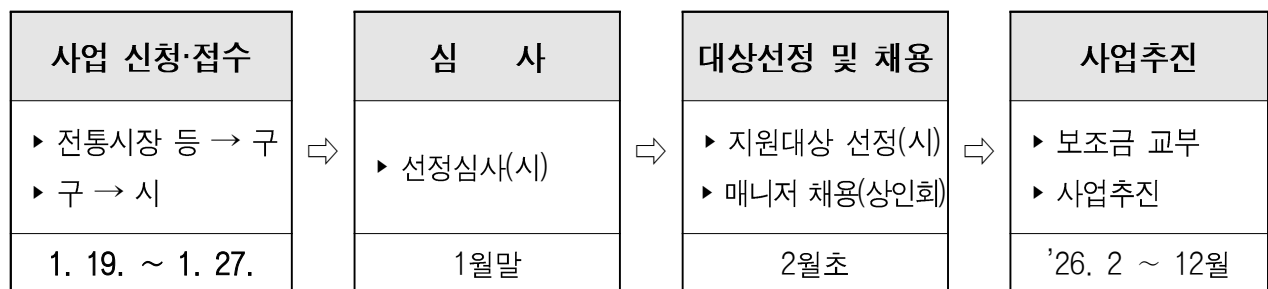 사업 신청·접수
▸ 전통시장 등 → 구
▸ 구 → 시
1. 19. ~ 1. 27.
⇨
심 사
▸ 선정심사(시)
1월말
⇨
대상선정 및 채용
▸ 지원대상 선정(시)
▸ 매니저 채용(상인회)
2월초
⇨
사업추진
▸ 보조금 교부
▸ 사업추진
'26. 2 ~ 12월